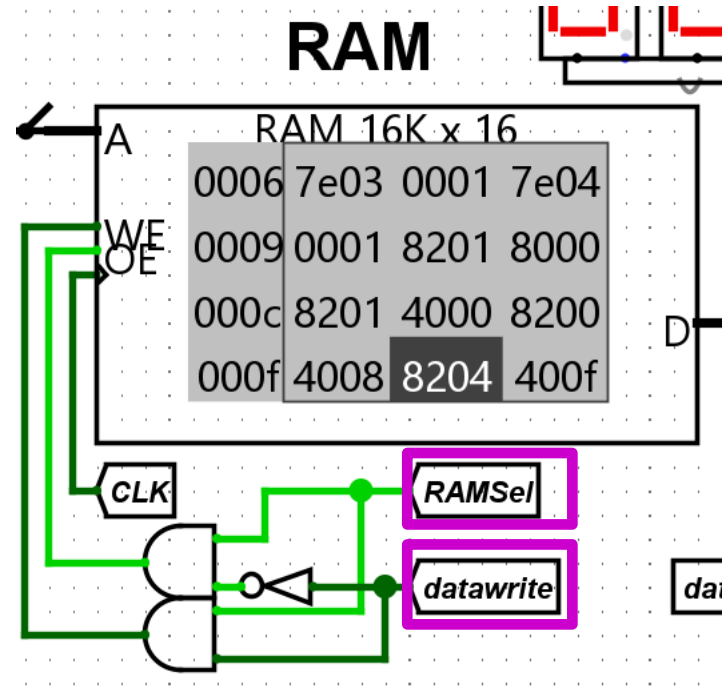 RAM
RAM 16K x 16
A
WE
OE
D
0006 7e03 0001 7e04
0009 0001 8201 8000
000c 8201 4000 8200
000f 4008 8204 400f
CLK
RAMSel
datawrite
dat